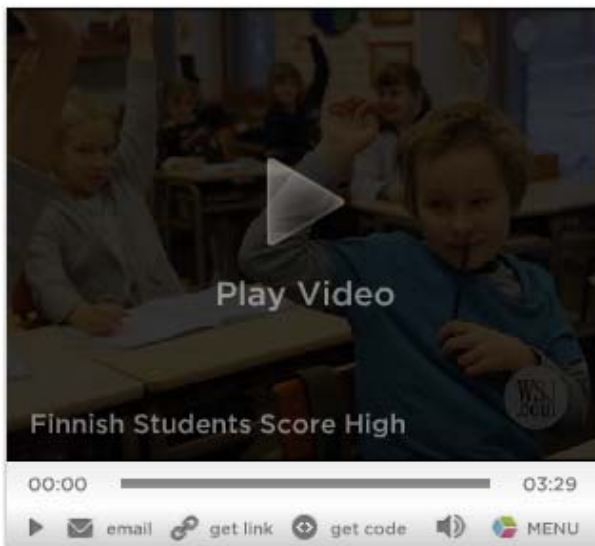 Play Video
WSJ
.com
Finnish Students Score High
00:00 03:29
email get link get code MENU